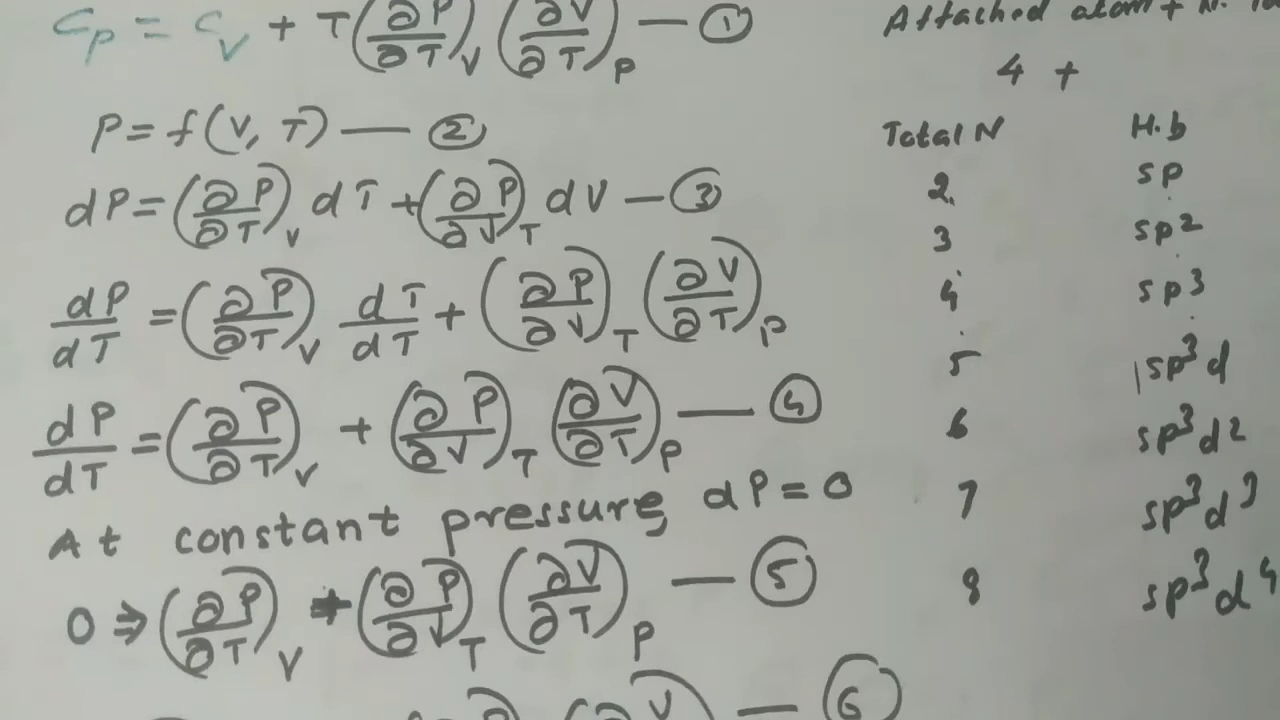 Cp = Cv + T(∂P/∂T)V (∂V/∂T)P — ①
P = f(V, T) — ②
dP = (∂P/∂T)V dT + (∂P/∂V)T dV — ③
dP/dT = (∂P/∂T)V dT/dT + (∂P/∂V)T (∂V/∂T)P
dP/dT = (∂P/∂T)V + (∂P/∂V)T (∂V/∂T)P — ④
At constant pressure, dP = 0
0 ⇒ (∂P/∂T)V + (∂P/∂V)T (∂V/∂T)P — ⑤
— ⑥
Attached atom +
4 +
Total N H.b
2 sp
3 sp2
4 sp3
5 sp3d
6 sp3d2
7 sp3d3
8 sp3d4